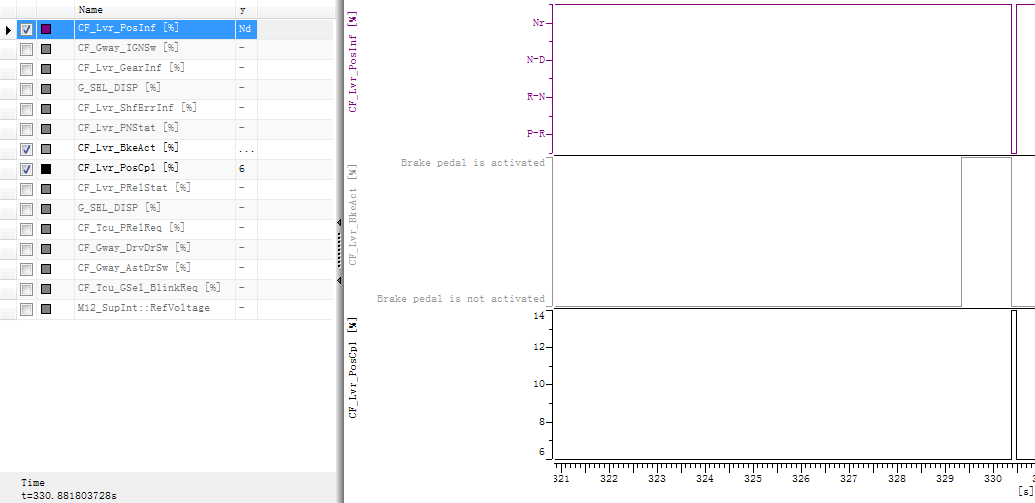 Name y
CF_Lvr_PosInf [%] Nd
CF_Gway_IGNSw [%] -
CF_Lvr_GearInf [%] -
G_SEL_DISP [%] -
CF_Lvr_ShfErrInf [%] -
CF_Lvr_PNStat [%] -
CF_Lvr_BkeAct [%] ...
CF_Lvr_PosCpl [%] 6
CF_Lvr_PRelStat [%] -
G_SEL_DISP [%] -
CF_Tcu_PRelReq [%] -
CF_Gway_DrvDrSw [%] -
CF_Gway_AstDrSw [%] -
CF_Tcu_GSel_BlinkReq [%] -
M12_SupInt::RefVoltage -
Time
t=330.881803728s
CF_Lvr_PosInf [%]
Nr
N-D
R-N
P-R
CF_Lvr_BkeAct [%]
Brake pedal is activated
Brake pedal is not activated
CF_Lvr_PosCpl [%]
14
12
10
8
6
321 322 323 324 325 326 327 328 329 330
[s]